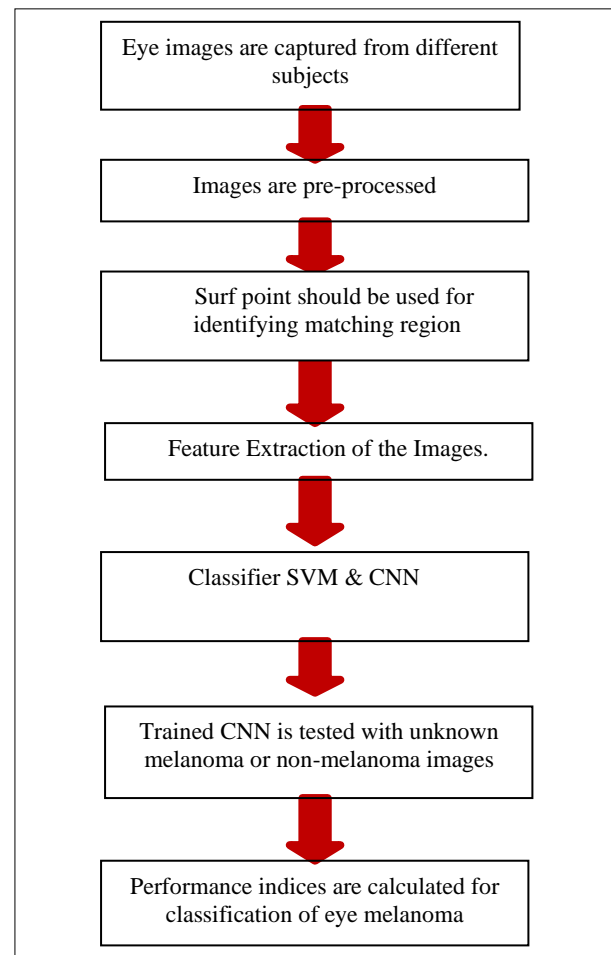 Eye images are captured from different
subjects
Images are pre-processed
Surf point should be used for
identifying matching region
Feature Extraction of the Images.
Classifier SVM & CNN
Trained CNN is tested with unknown
melanoma or non-melanoma images
Performance indices are calculated for
classification of eye melanoma